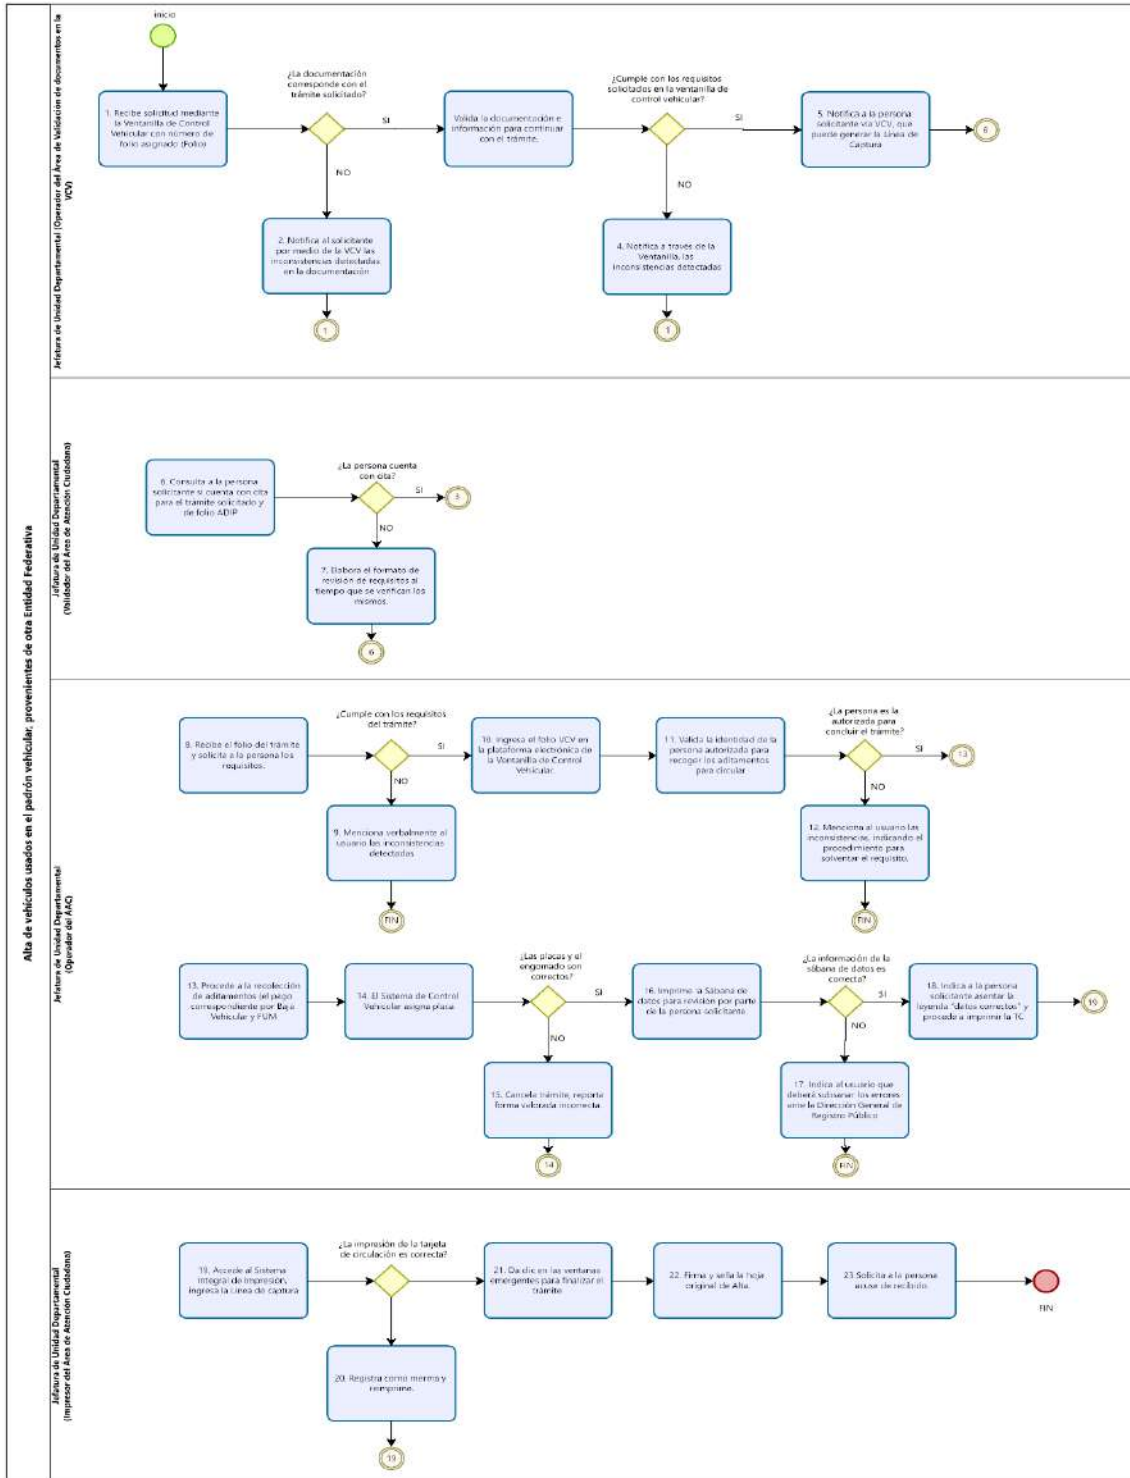 Alta de vehículos usados en el padrón vehicular, provenientes de otra Entidad Federativa
Jefatura de Unidad Departamental (Operador del Área de Validación de documentos en la
VCV)
inicio
1. Recibe solicitud mediante
la Ventanilla de Control
Vehicular con número de
folio asignado (Folio)
¿La documentación
corresponde con el
trámite solicitado?
SI
NO
2. Notifica al solicitante
por medio de la VCV las
inconsistencias detectadas
en la documentación
1
Valida la documentación e
información para continuar
con el trámite.
¿Cumple con los requisitos
solicitados en la ventanilla de
control vehicular?
SI
NO
4. Notifica a través de la
Ventanilla, las
inconsistencias detectadas
1
5. Notifica a la persona
solicitante vía VCV, que
puede generar la Línea de
Captura
6
Jefatura de Unidad Departamental
(Validador del Área de Atención Ciudadana)
6. Consulta a la persona
solicitante si cuenta con cita
para el trámite solicitado y
de folio ADIP
¿La persona cuenta
con cita?
SI
3
NO
7. Elabora el formato de
revisión de requisitos al
tiempo que se verifican los
mismos.
6
Jefatura de Unidad Departamental
(Operador del AAC)
8. Recibe el folio del trámite
y solicita a la persona los
requisitos.
¿Cumple con los requisitos
del trámite?
SI
NO
9. Menciona verbalmente al
usuario las inconsistencias
detectadas
FIN
10. Ingresa el folio VCV en
la plataforma electrónica de
la Ventanilla de Control
Vehicular
11. Valida la identidad de la
persona autorizada para
recoger los aditamentos
para circular
¿La persona es la
autorizada para
concluir el trámite?
SI
13
NO
12. Menciona al usuario las
inconsistencias, indicando el
procedimiento para
solventar el requisito.
FIN
13. Procede a la recolección
de aditamentos (el pago
correspondiente por Baja
Vehicular y FUM
14. El Sistema de Control
Vehicular asigna placa
¿Las placas y el
engomado son
correctos?
SI
NO
15. Cancela trámite, reporta
forma valorada incorrecta
14
16. Imprime la Sábana de
datos para revisión por parte
de la persona solicitante
¿La información de la
sábana de datos es
correcta?
SI
NO
17. Indica al usuario que
deberá subsanar los errores
ante la Dirección General de
Registro Público
FIN
18. Indica a la persona
solicitante asentar la
leyenda "datos correctos" y
procede a imprimir la TC
19
Jefatura de Unidad Departamental
(Impresor del Área de Atención Ciudadana)
19. Accede al Sistema
Integral de Impresión,
ingresa la Línea de captura
¿La impresión de la tarjeta
de circulación es correcta?
20. Registra como merma y
reimprime.
19
21. Da clic en las ventanas
emergentes para finalizar el
trámite
22. Firma y sella la hoja
original de Alta.
23 Solicita a la persona
acuse de recibido.
FIN